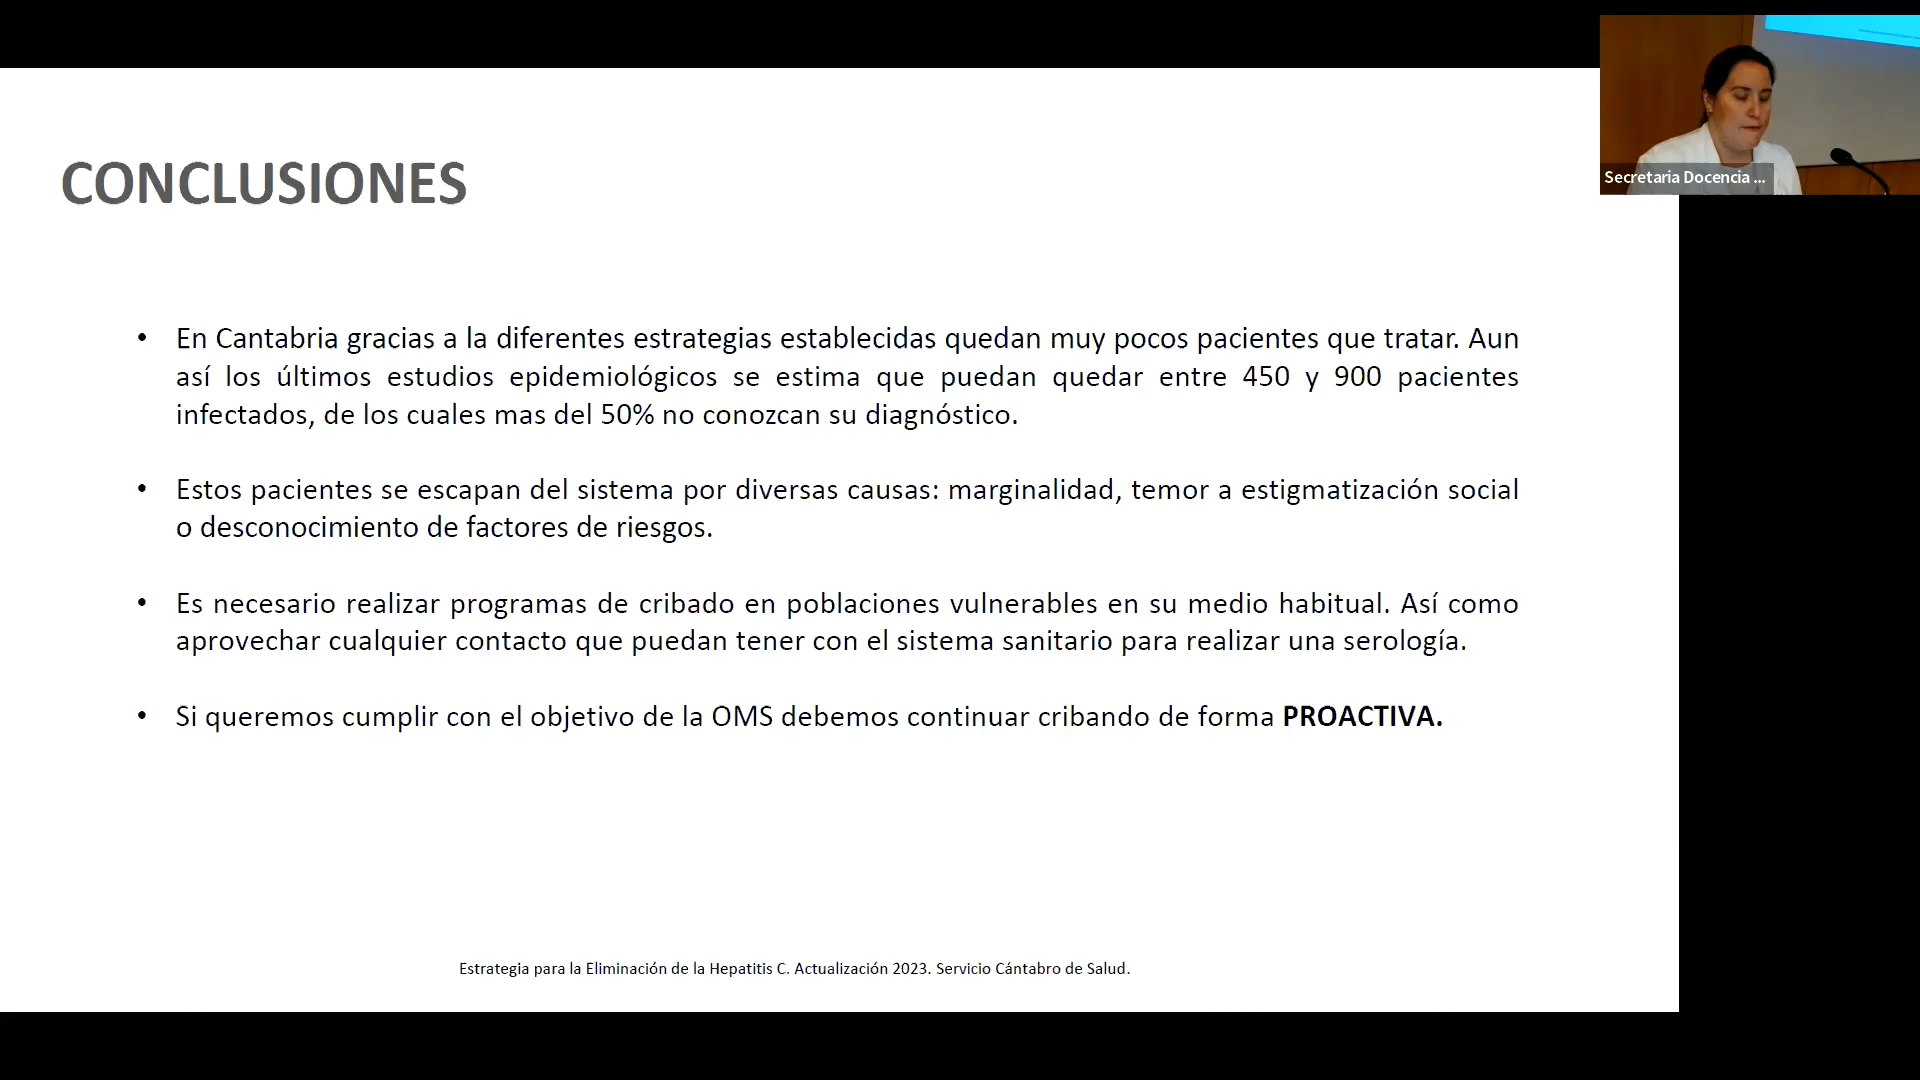 Secretaria Docencia ...
CONCLUSIONES
• En Cantabria gracias a la diferentes estrategias establecidas quedan muy pocos pacientes que tratar. Aun
así los últimos estudios epidemiológicos se estima que puedan quedar entre 450 y 900 pacientes
infectados, de los cuales mas del 50% no conozcan su diagnóstico.
• Estos pacientes se escapan del sistema por diversas causas: marginalidad, temor a estigmatización social
o desconocimiento de factores de riesgos.
• Es necesario realizar programas de cribado en poblaciones vulnerables en su medio habitual. Así como
aprovechar cualquier contacto que puedan tener con el sistema sanitario para realizar una serología.
• Si queremos cumplir con el objetivo de la OMS debemos continuar cribando de forma PROACTIVA.
Estrategia para la Eliminación de la Hepatitis C. Actualización 2023. Servicio Cántabro de Salud.